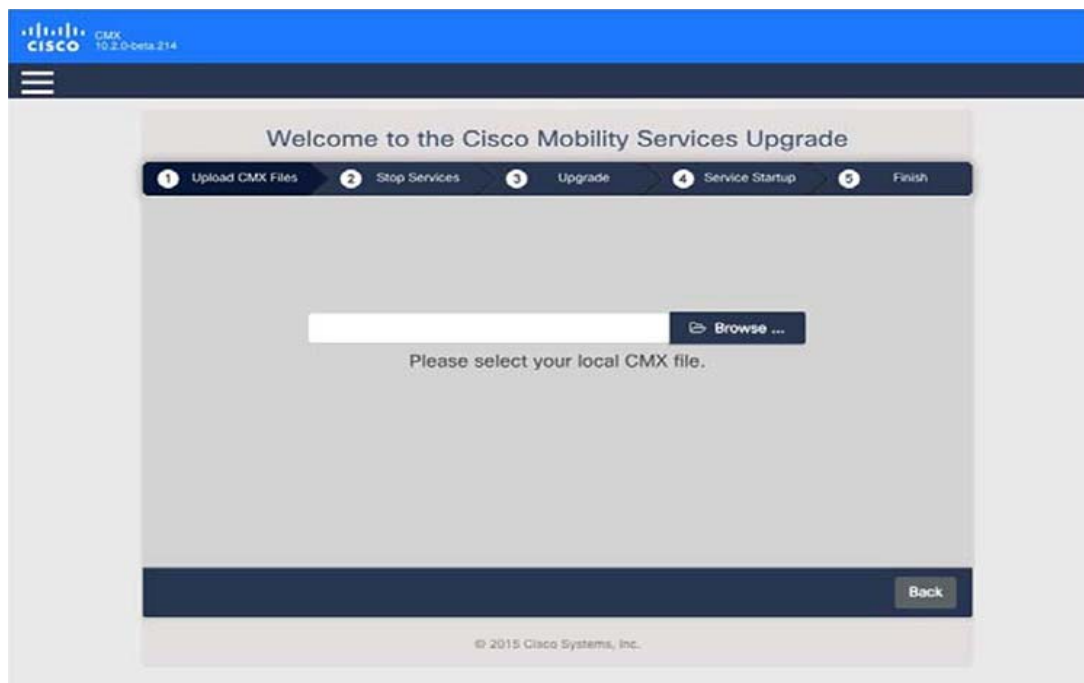 CISCO
CMX
10.2.0-beta.214
Welcome to the Cisco Mobility Services Upgrade
1 Upload CMX Files 2 Stop Services 3 Upgrade 4 Service Startup 5 Finish
Browse ...
Please select your local CMX file.
Back
© 2015 Cisco Systems, Inc.